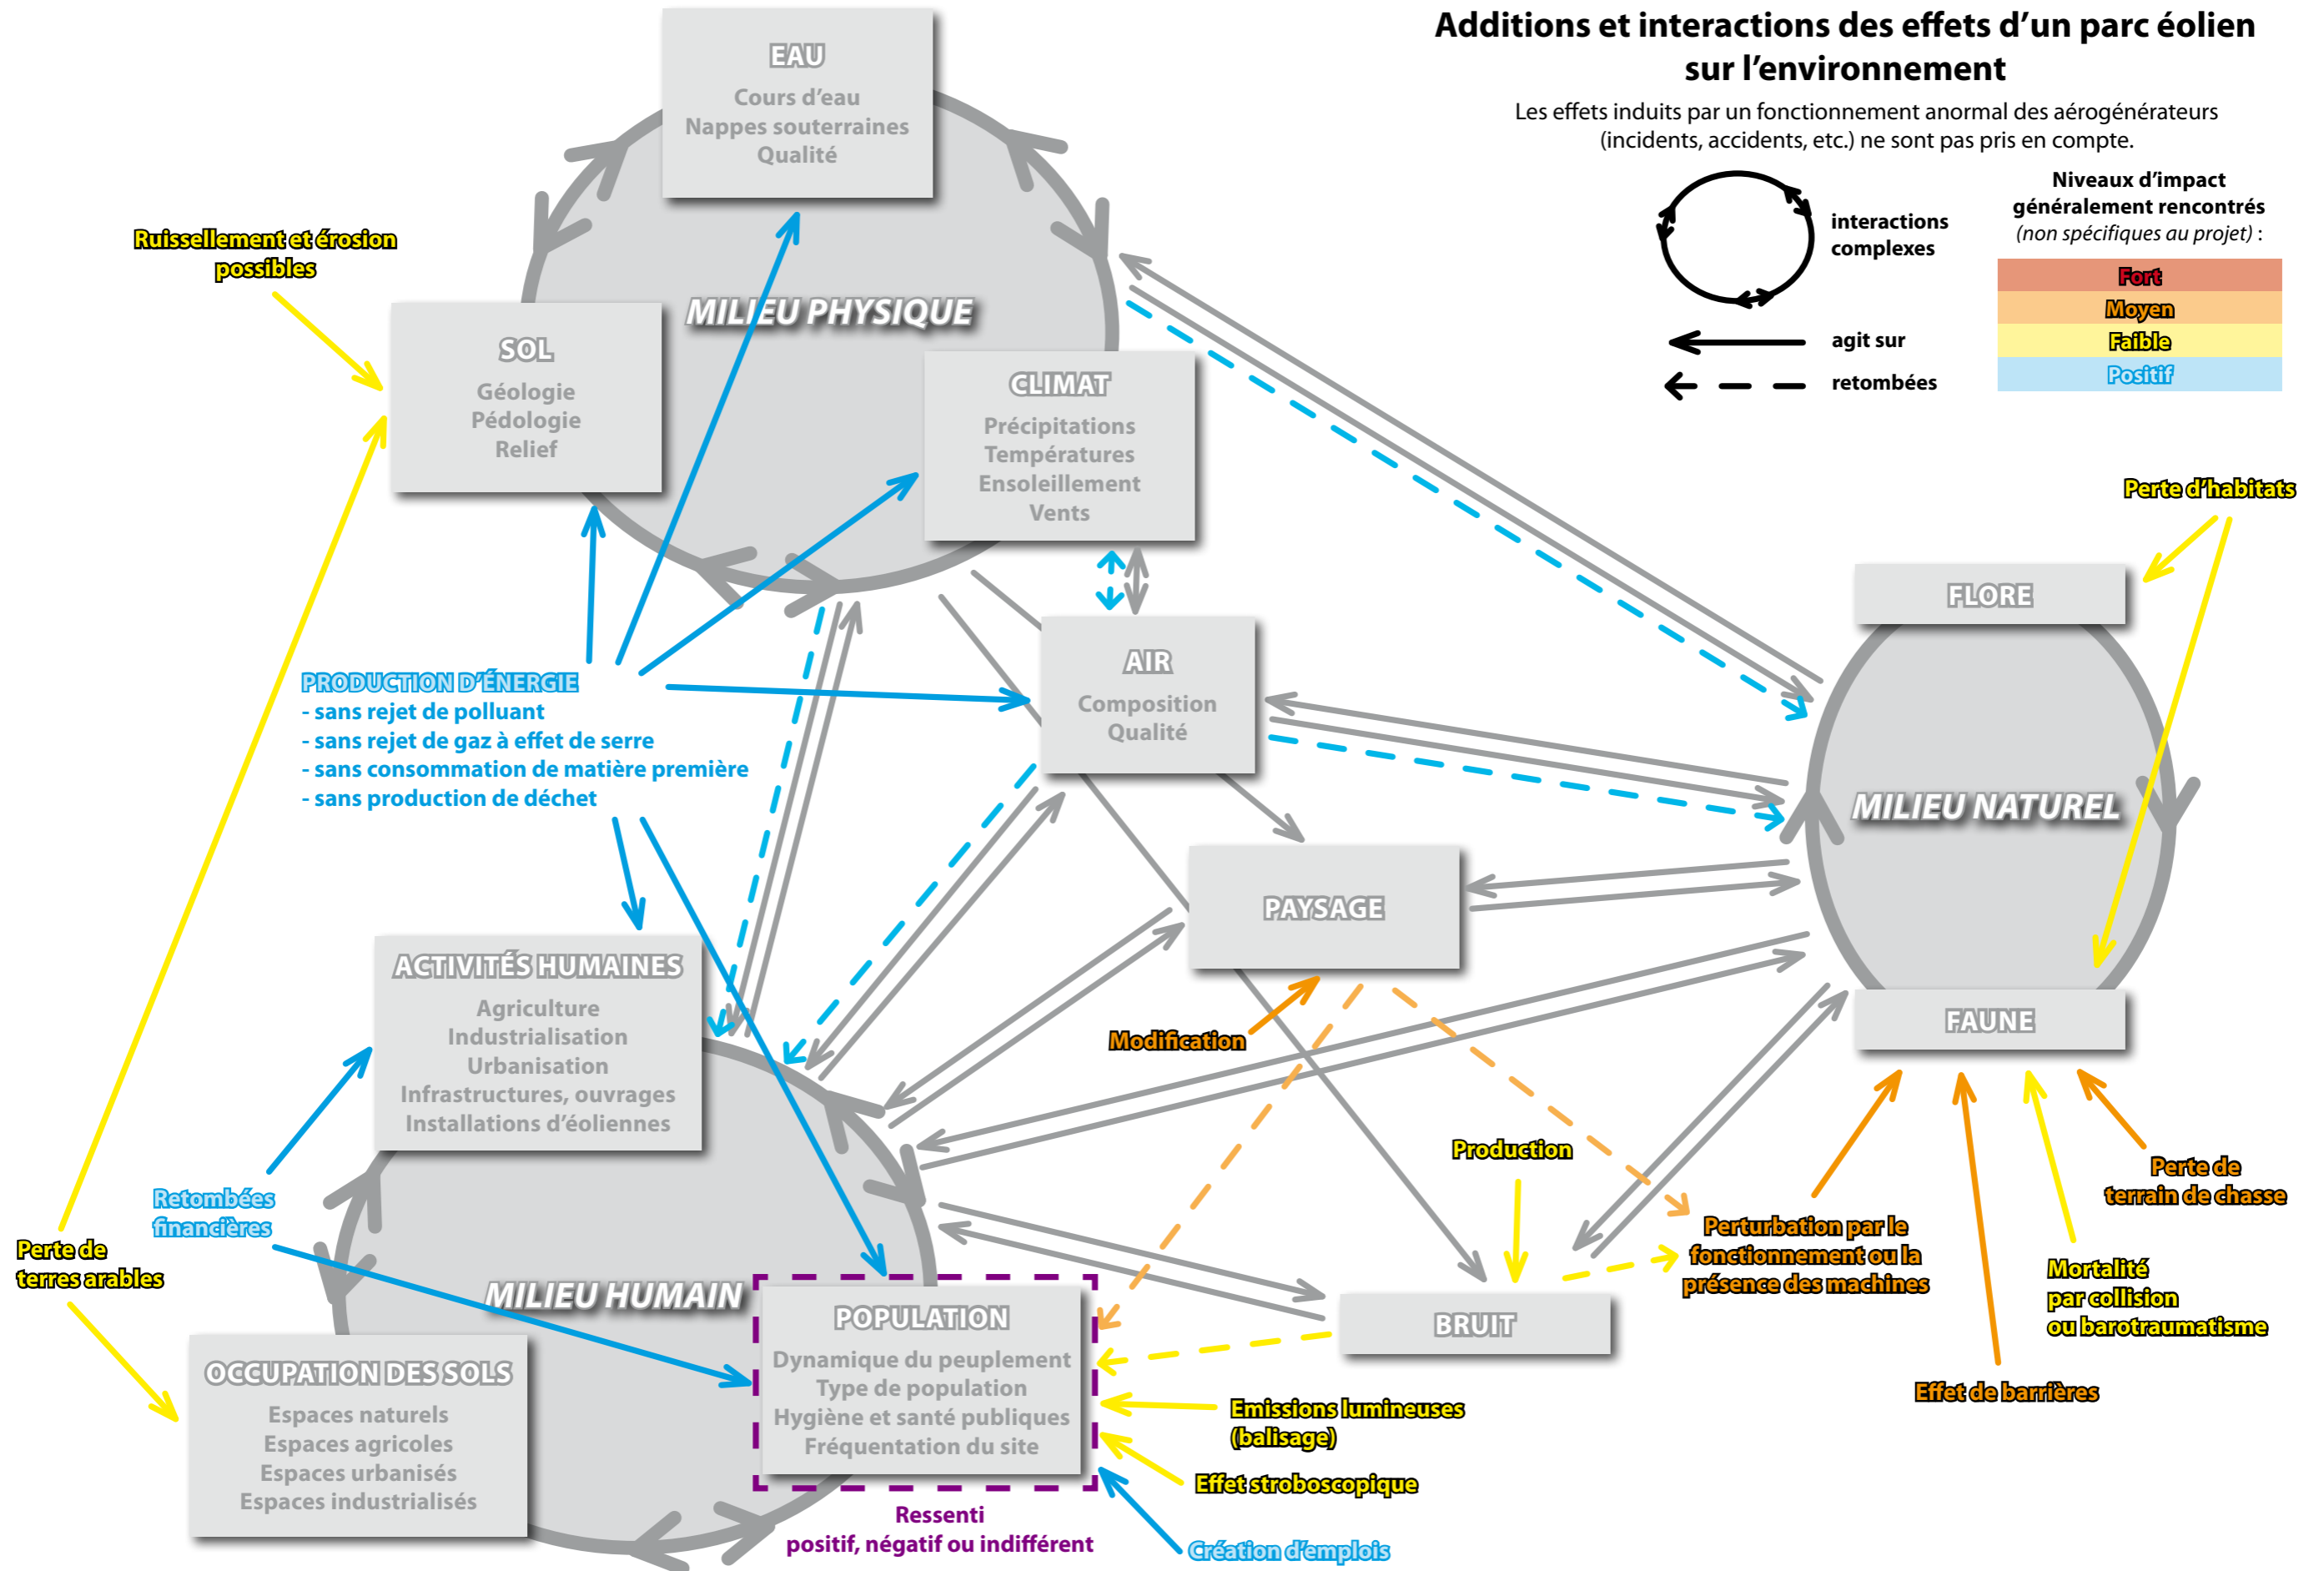 Additions et interactions des effets d’un parc éolien
sur l’environnement
Les effets induits par un fonctionnement anormal des aérogénérateurs
(incidents, accidents, etc.) ne sont pas pris en compte.
interactions
complexes
agit sur
retombées
Niveaux d’impact
généralement rencontrés
(non spécifiques au projet) :
Fort
Moyen
Faible
Positif
EAU
Cours d’eau
Nappes souterraines
Qualité
Ruissellement et érosion
possibles
MILIEU PHYSIQUE
SOL
Géologie
Pédologie
Relief
CLIMAT
Précipitations
Températures
Ensoleillement
Vents
Perte d’habitats
FLORE
AIR
Composition
Qualité
PRODUCTION D’ÉNERGIE
- sans rejet de polluant
- sans rejet de gaz à effet de serre
- sans consommation de matière première
- sans production de déchet
MILIEU NATUREL
PAYSAGE
ACTIVITÉS HUMAINES
Agriculture
Industrialisation
Urbanisation
Infrastructures, ouvrages
Installations d’éoliennes
Modification
FAUNE
Production
Perte de
terrain de chasse
Retombées
financières
Perturbation par le
fonctionnement ou la
présence des machines
Perte de
terres arables
Mortalité
par collision
ou barotraumatisme
MILIEU HUMAIN
POPULATION
Dynamique du peuplement
Type de population
Hygiène et santé publiques
Fréquentation du site
BRUIT
OCCUPATION DES SOLS
Espaces naturels
Espaces agricoles
Espaces urbanisés
Espaces industrialisés
Effet de barrières
Emissions lumineuses
(balisage)
Effet stroboscopique
Ressenti
positif, négatif ou indifférent
Création d’emplois